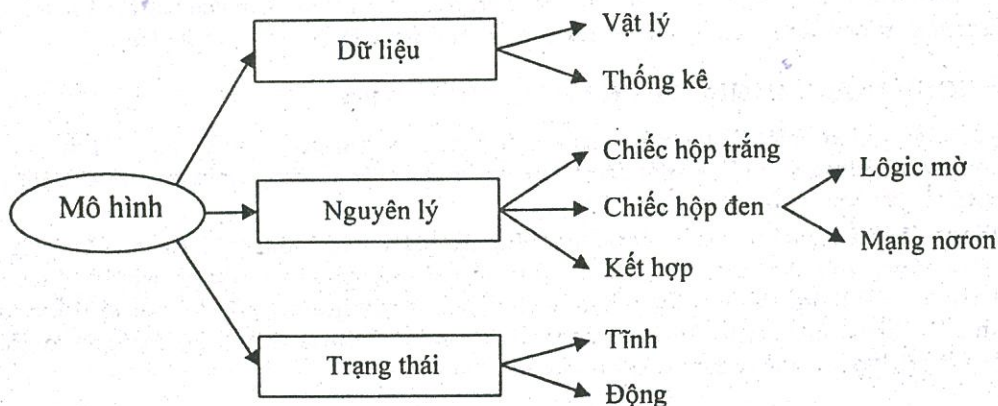 Mô hình
Dữ liệu
Vật lý
Thống kê
Nguyên lý
Chiếc hộp trắng
Chiếc hộp đen
Lôgic mờ
Mạng nơron
Kết hợp
Trạng thái
Tĩnh
Động